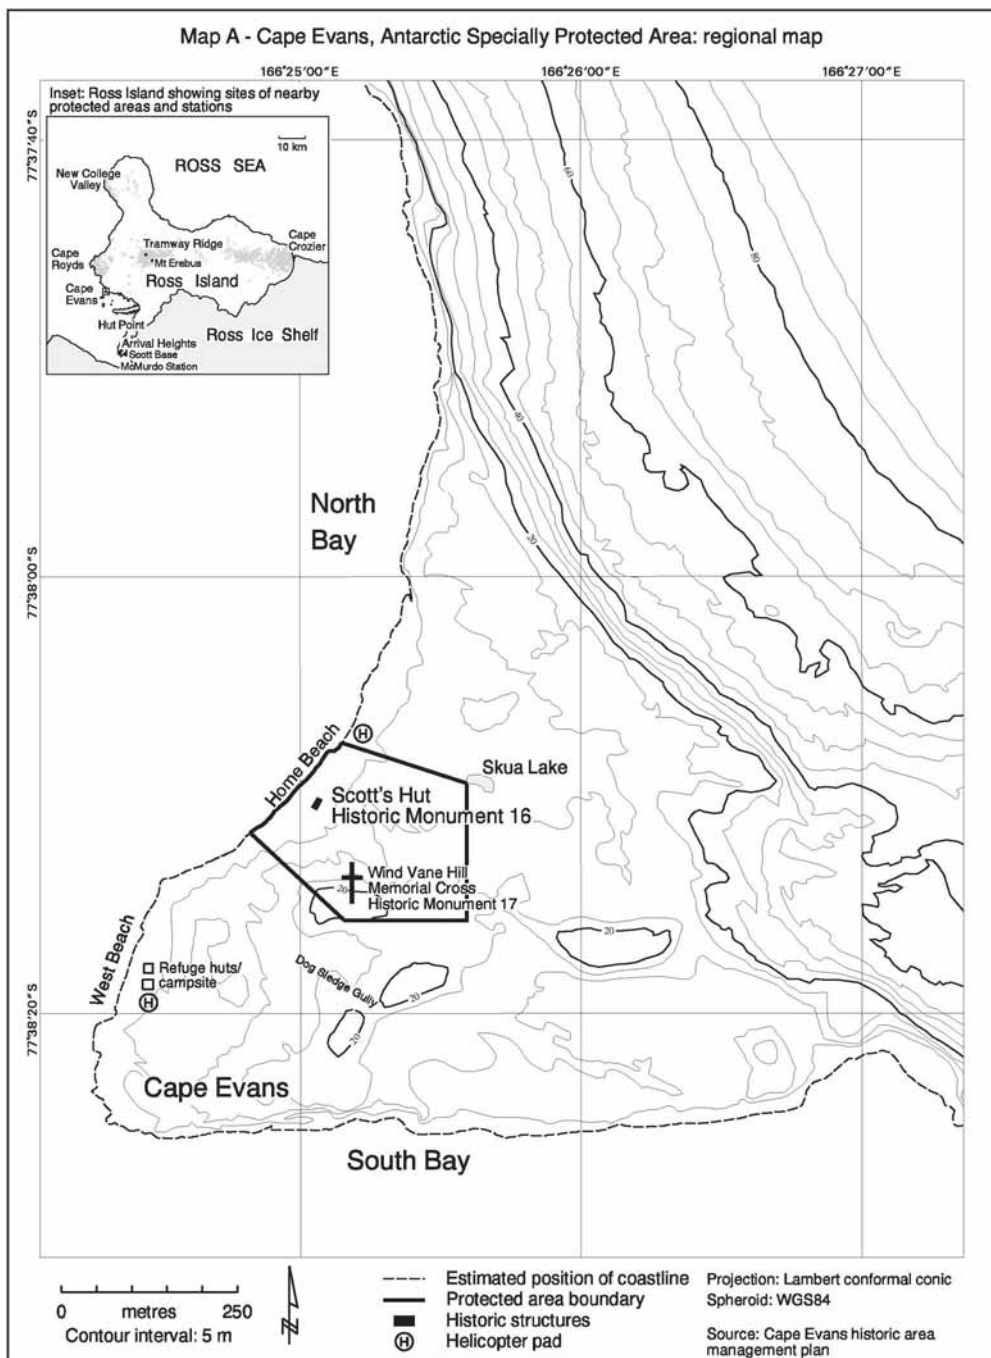 Map A - Cape Evans, Antarctic Specially Protected Area: regional map
166°25'00"E
166°26'00"E
166°27'00"E
Inset: Ross Island showing sites of nearby
protected areas and stations
10 km
ROSS SEA
New College
Valley
Tramway Ridge
Cape
Crozier
Cape
Royds
Mt Erebus
Ross Island
Cape
Evans
Hut Point
Ross Ice Shelf
Arrival Heights
Scott Base
McMurdo Station
77°37'40"S
60
80
40
20
North
Bay
77°38'00"S
H
Home Beach
Skua Lake
Scott's Hut
Historic Monument 16
20
Wind Vane Hill
Memorial Cross
Historic Monument 17
20
West Beach
Refuge huts/
campsite
H
Dog Sledge Gully
20
20
77°38'20"S
Cape Evans
South Bay
0 metres 250
Contour interval: 5 m
N
Estimated position of coastline
Protected area boundary
Historic structures
H Helicopter pad
Projection: Lambert conformal conic
Spheroid: WGS84
Source: Cape Evans historic area
management plan